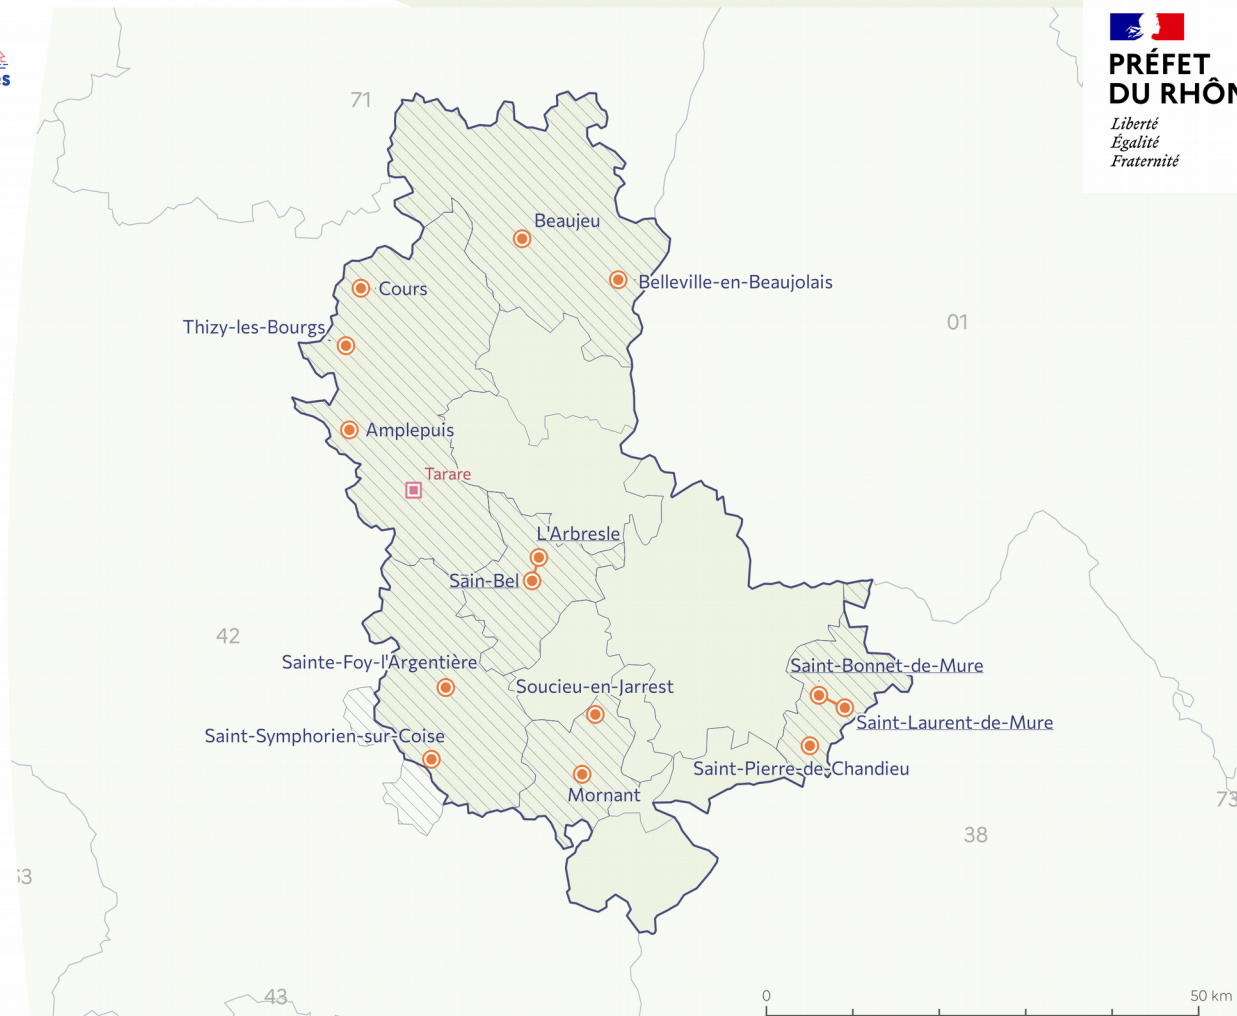 es
PRÉFET
DU RHÔN
Liberté
Égalité
Fraternité
71
Beaujeu
Belleville-en-Beaujolais
Cours
01
Thizy-les-Bourgs
Amplepuis
Tarare
L'Arbresle
Sain-Bel
42
Sainte-Foy-l'Argentière
Saint-Bonnet-de-Mure
Soucieu-en-Jarrest
Saint-Laurent-de-Mure
Saint-Symphorien-sur-Coise
Saint-Pierre-de-Chandieu
Mornant
73
38
63
43
0
50 km